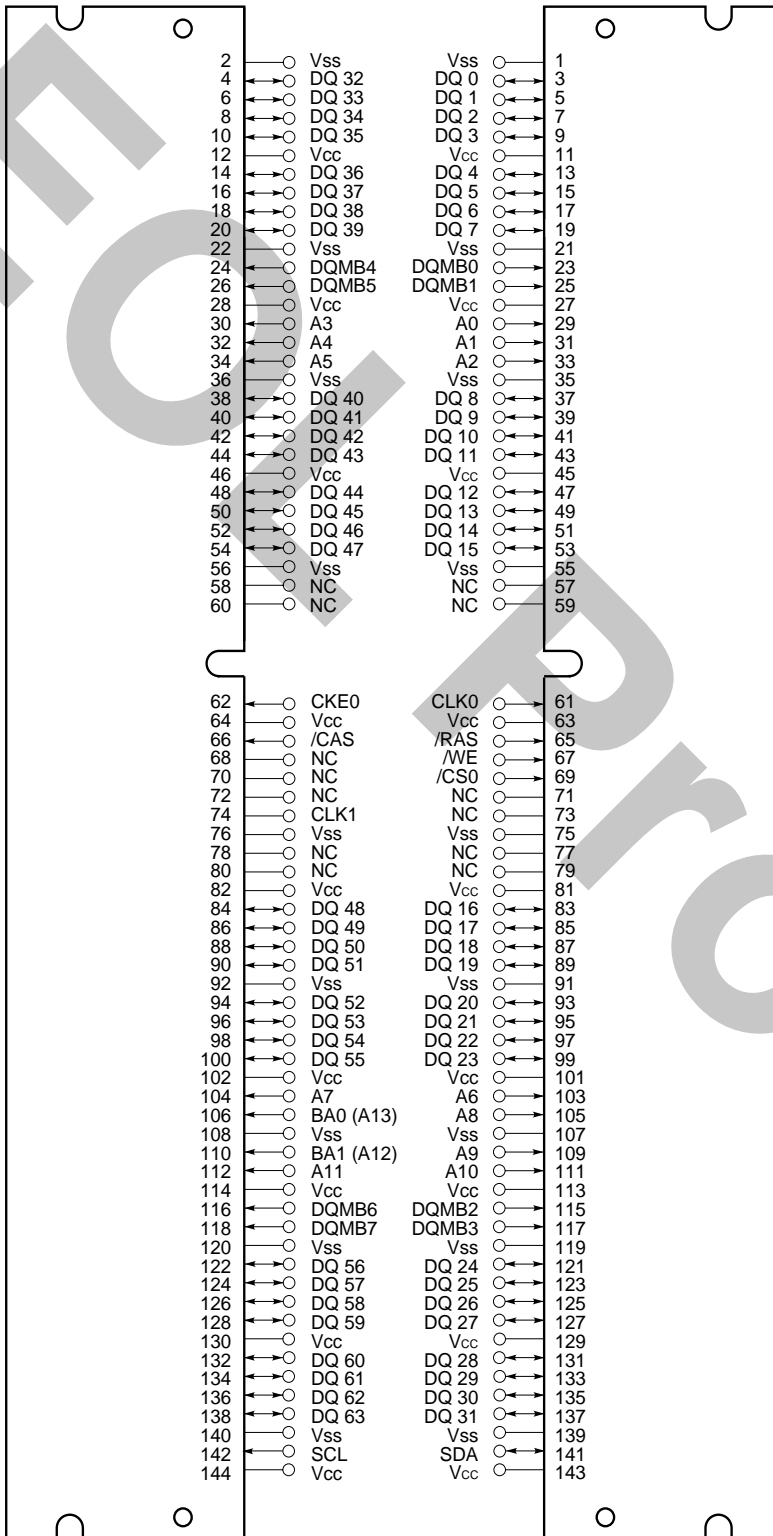 2 Vss Vss 1
4 DQ 32 DQ 0 3
6 DQ 33 DQ 1 5
8 DQ 34 DQ 2 7
10 DQ 35 DQ 3 9
12 Vcc Vcc 11
14 DQ 36 DQ 4 13
16 DQ 37 DQ 5 15
18 DQ 38 DQ 6 17
20 DQ 39 DQ 7 19
22 Vss Vss 21
24 DQMB4 DQMB0 23
26 DQMB5 DQMB1 25
28 Vcc Vcc 27
30 A3 A0 29
32 A4 A1 31
34 A5 A2 33
36 Vss Vss 35
38 DQ 40 DQ 8 37
40 DQ 41 DQ 9 39
42 DQ 42 DQ 10 41
44 DQ 43 DQ 11 43
46 Vcc Vcc 45
48 DQ 44 DQ 12 47
50 DQ 45 DQ 13 49
52 DQ 46 DQ 14 51
54 DQ 47 DQ 15 53
56 Vss Vss 55
58 NC NC 57
60 NC NC 59
62 CKE0 CLK0 61
64 Vcc Vcc 63
66 /CAS /RAS 65
68 NC /WE 67
70 NC /CS0 69
72 NC NC 71
74 CLK1 NC 73
76 Vss Vss 75
78 NC NC 77
80 NC NC 79
82 Vcc Vcc 81
84 DQ 48 DQ 16 83
86 DQ 49 DQ 17 85
88 DQ 50 DQ 18 87
90 DQ 51 DQ 19 89
92 Vss Vss 91
94 DQ 52 DQ 20 93
96 DQ 53 DQ 21 95
98 DQ 54 DQ 22 97
100 DQ 55 DQ 23 99
102 Vcc Vcc 101
104 A7 A6 103
106 BA0 (A13) A8 105
108 Vss Vss 107
110 BA1 (A12) A9 109
112 A11 A10 111
114 Vcc Vcc 113
116 DQMB6 DQMB2 115
118 DQMB7 DQMB3 117
120 Vss Vss 119
122 DQ 56 DQ 24 121
124 DQ 57 DQ 25 123
126 DQ 58 DQ 26 125
128 DQ 59 DQ 27 127
130 Vcc Vcc 129
132 DQ 60 DQ 28 131
134 DQ 61 DQ 29 133
136 DQ 62 DQ 30 135
138 DQ 63 DQ 31 137
140 Vss Vss 139
142 SCL SDA 141
144 Vcc Vcc 143
EOL Pro